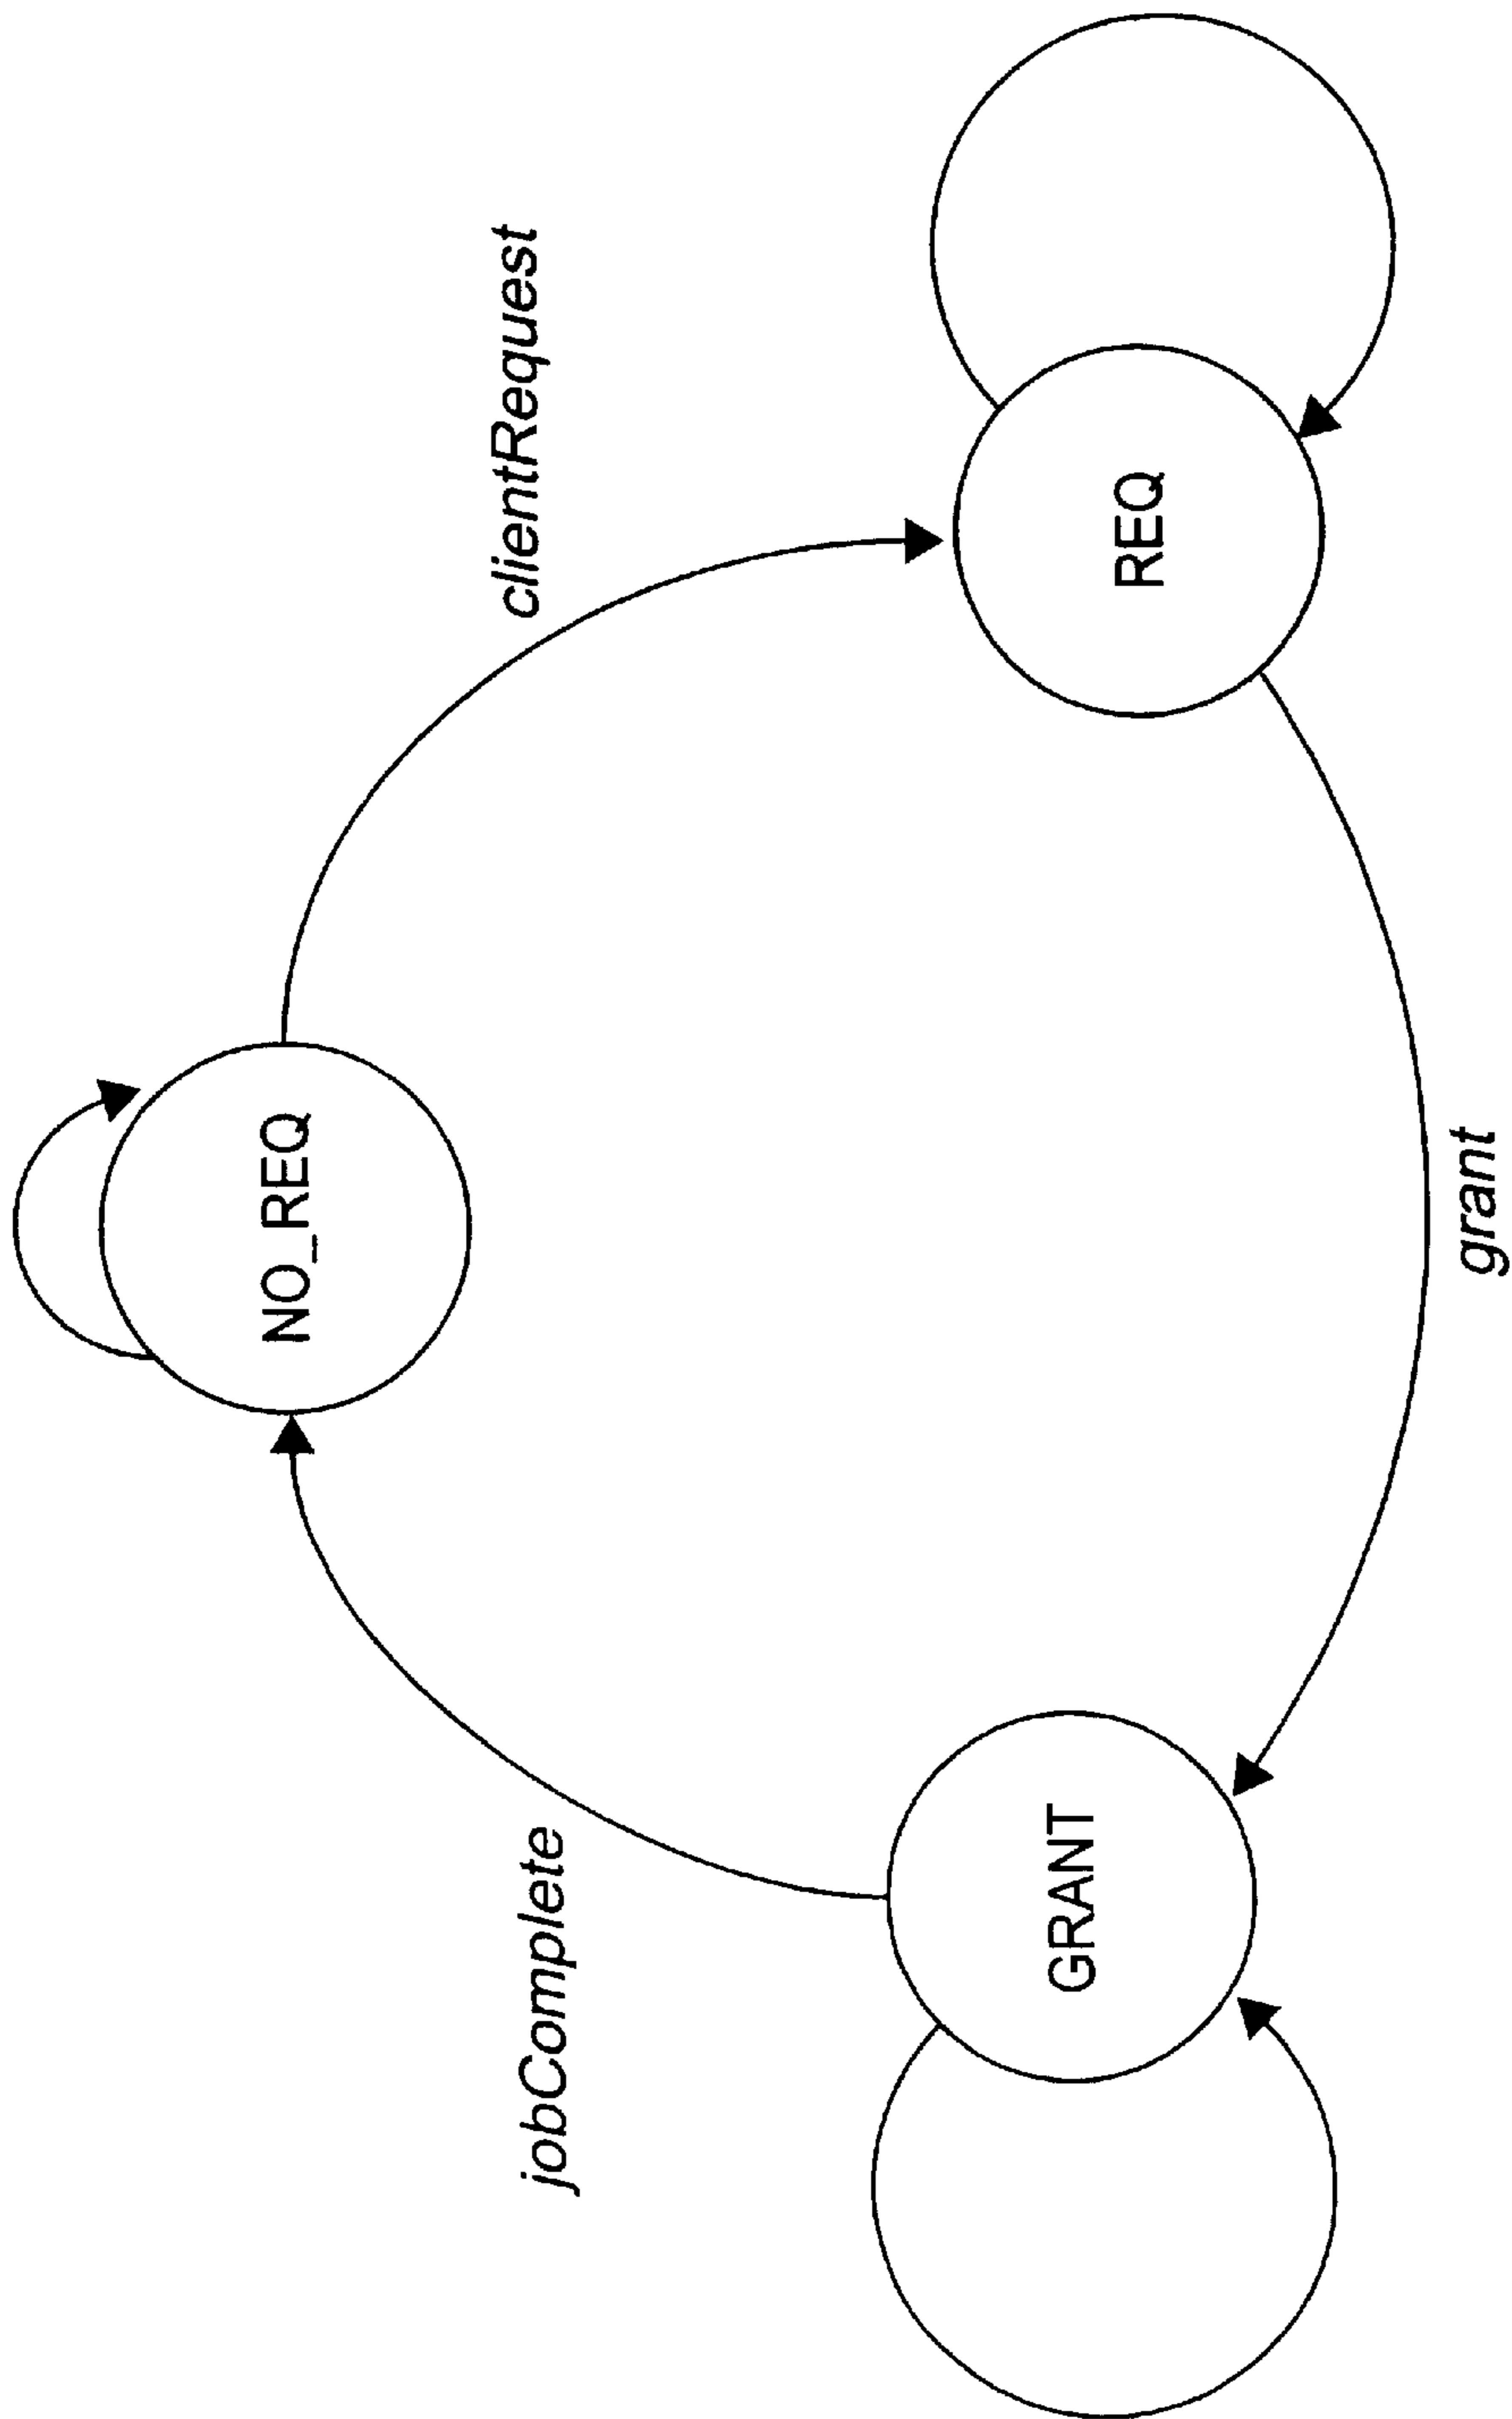 NO_REQ
clientRequest
jobComplete
REQ
GRANT
grant